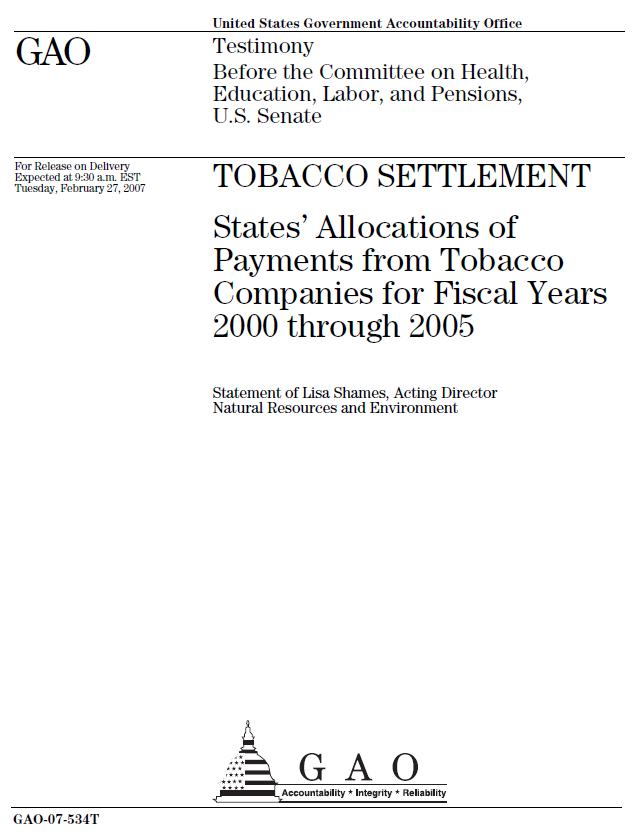 United States Government Accountability Office
GAO
Testimony
Before the Committee on Health,
Education, Labor, and Pensions,
U.S. Senate
For Release on Delivery
Expected at 9:30 a.m. EST
Tuesday, February 27, 2007
TOBACCO SETTLEMENT
States’ Allocations of
Payments from Tobacco
Companies for Fiscal Years
2000 through 2005
Statement of Lisa Shames, Acting Director
Natural Resources and Environment
G A O
Accountability * Integrity * Reliability
GAO-07-534T